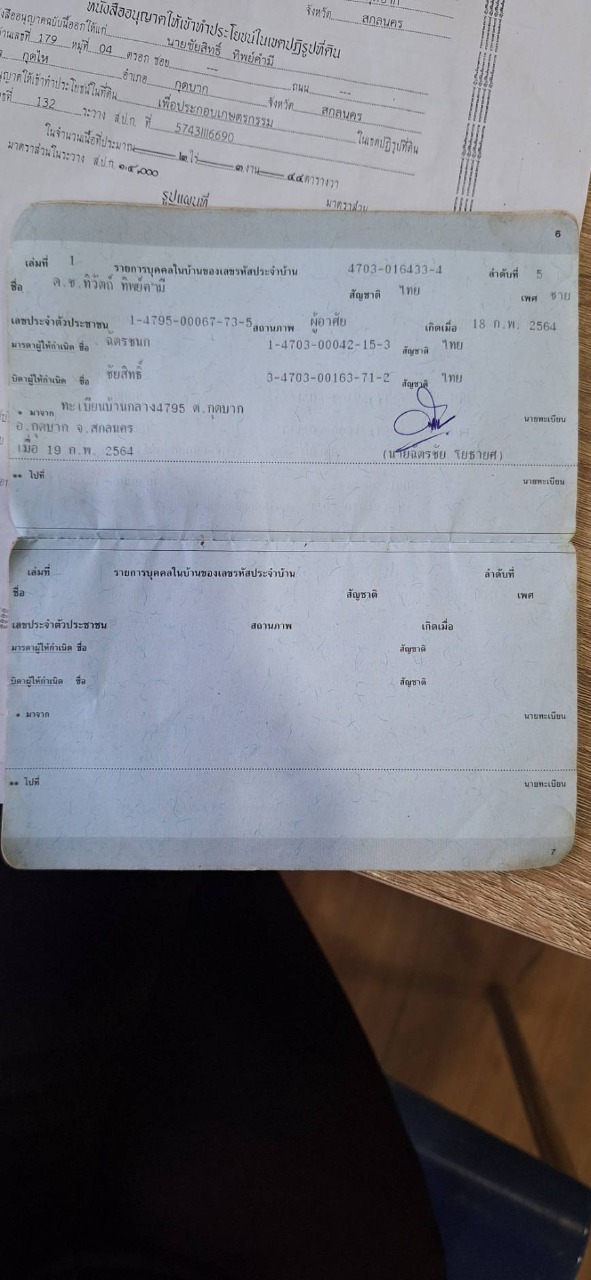 จังหวัด สกลนคร
หนังสืออนุญาตให้เข้าทำประโยชน์ในเขตปฏิรูปที่ดิน
สืออนุญาตฉบับนี้ออกให้แก่ นายชัยสิทธิ์ ทิพย์คำมี
านเลขที่ 179 หมู่ที่ 04 ตรอก ซอย --- ถนน ---
กุดไห อำเภอ กุดบาก จังหวัด สกลนคร
ญาตให้เข้าทำประโยชน์ในที่ดิน เพื่อประกอบเกษตรกรรม ในเขตปฏิรูปที่ดิน
132 ระวาง ส.ป.ก. ที่ 57431116690
ในจำนวนเนื้อที่ประมาณ ๒ ไร่ ๓ งาน ๔๔ ตารางวา
มาตราส่วนในระวาง ส.ป.ก. ๑:๔,๐๐๐
รูปแผนที่ มาตราส่วน
6
เล่มที่ 1 รายการบุคคลในบ้านของเลขรหัสประจำบ้าน 4703-016433-4 ลำดับที่ 5
ชื่อ ด.ช.ทิวัตถ์ ทิพย์คำมี สัญชาติ ไทย เพศ ชาย
เลขประจำตัวประชาชน 1-4795-00067-73-5 สถานภาพ ผู้อาศัย เกิดเมื่อ 18 ก.พ. 2564
มารดาผู้ให้กำเนิด ชื่อ ฉัตรชนก 1-4703-00042-15-3 สัญชาติ ไทย
บิดาผู้ให้กำเนิด ชื่อ ชัยสิทธิ์ 3-4703-00163-71-2 สัญชาติ ไทย
* มาจาก ทะเบียนบ้านกลาง4795 ต.กุดบาก นายทะเบียน
อ.กุดบาก จ.สกลนคร
เมื่อ 19 ก.พ. 2564 (นายฉัตรชัย โยธายศ)
** ไปที่ นายทะเบียน
เล่มที่ รายการบุคคลในบ้านของเลขรหัสประจำบ้าน ลำดับที่
ชื่อ สัญชาติ เพศ
เลขประจำตัวประชาชน สถานภาพ เกิดเมื่อ
มารดาผู้ให้กำเนิด ชื่อ สัญชาติ
บิดาผู้ให้กำเนิด ชื่อ สัญชาติ
* มาจาก นายทะเบียน
** ไปที่ นายทะเบียน
7